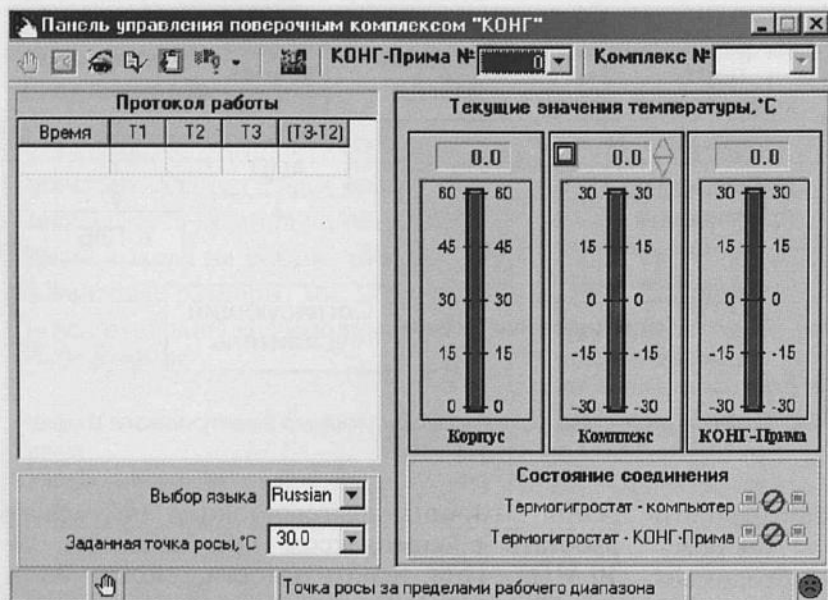 Панель управления поверочным комплексом "КОНГ"
КОНГ-Прима № 0 Комплекс №
Протокол работы
Время T1 T2 T3 (T3-T2)
Текущие значения температуры,°C
0.0 0.0 0.0
60 60 30 30 30 30
45 45 15 15 15 15
30 30 0 0 0 0
15 15 -15 -15 -15 -15
0 0 -30 -30 -30 -30
Корпус Комплекс КОНГ-Прима
Выбор языка Russian
Заданная точка росы,°C 30.0
Состояние соединения
Термогигростат - компьютер
Термогигростат - КОНГ-Прима
Точка росы за пределами рабочего диапазона